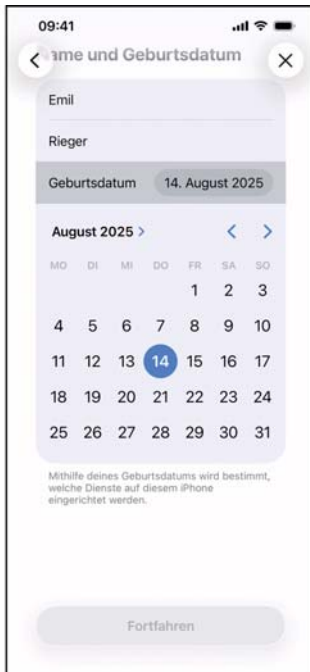 09:41
ame und Geburtsdatum
Emil
Rieger
Geburtsdatum 14. August 2025
August 2025
MO DI MI DO FR SA SO
1 2 3
4 5 6 7 8 9 10
11 12 13 14 15 16 17
18 19 20 21 22 23 24
25 26 27 28 29 30 31
Mithilfe deines Geburtsdatums wird bestimmt,
welche Dienste auf diesem iPhone
eingerichtet werden.
Fortfahren